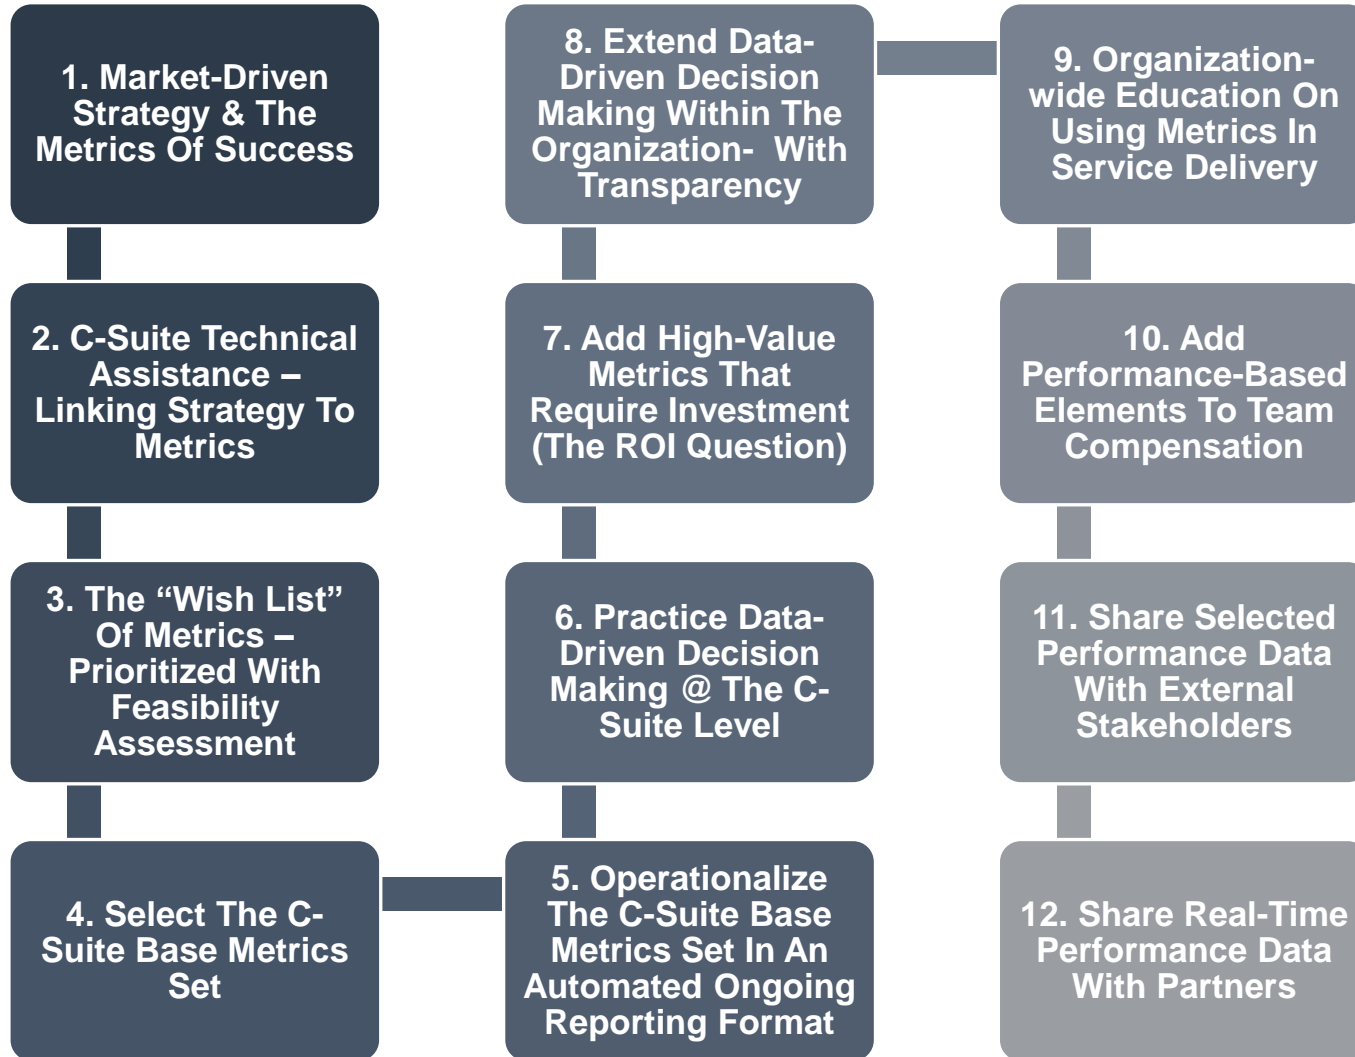 1. Market-Driven
Strategy & The
Metrics Of Success
2. C-Suite Technical
Assistance –
Linking Strategy To
Metrics
3. The “Wish List”
Of Metrics –
Prioritized With
Feasibility
Assessment
4. Select The C-
Suite Base Metrics
Set
5. Operationalize
The C-Suite Base
Metrics Set In An
Automated Ongoing
Reporting Format
6. Practice Data-
Driven Decision
Making @ The C-
Suite Level
7. Add High-Value
Metrics That
Require Investment
(The ROI Question)
8. Extend Data-
Driven Decision
Making Within The
Organization- With
Transparency
9. Organization-
wide Education On
Using Metrics In
Service Delivery
10. Add
Performance-Based
Elements To Team
Compensation
11. Share Selected
Performance Data
With External
Stakeholders
12. Share Real-Time
Performance Data
With Partners